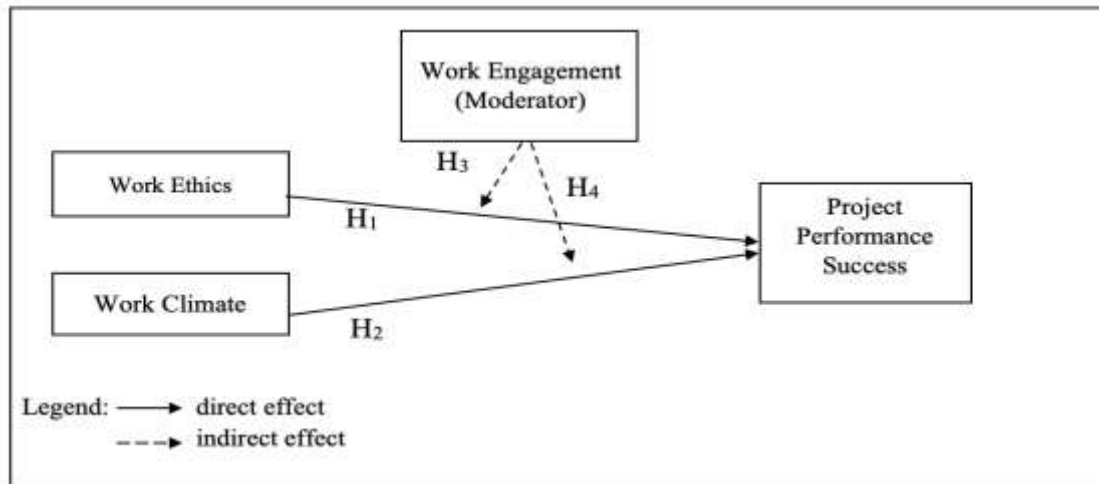 Work Engagement
(Moderator)
H₃
H₄
Work Ethics
H₁
Project
Performance
Success
Work Climate
H₂
Legend: direct effect
indirect effect